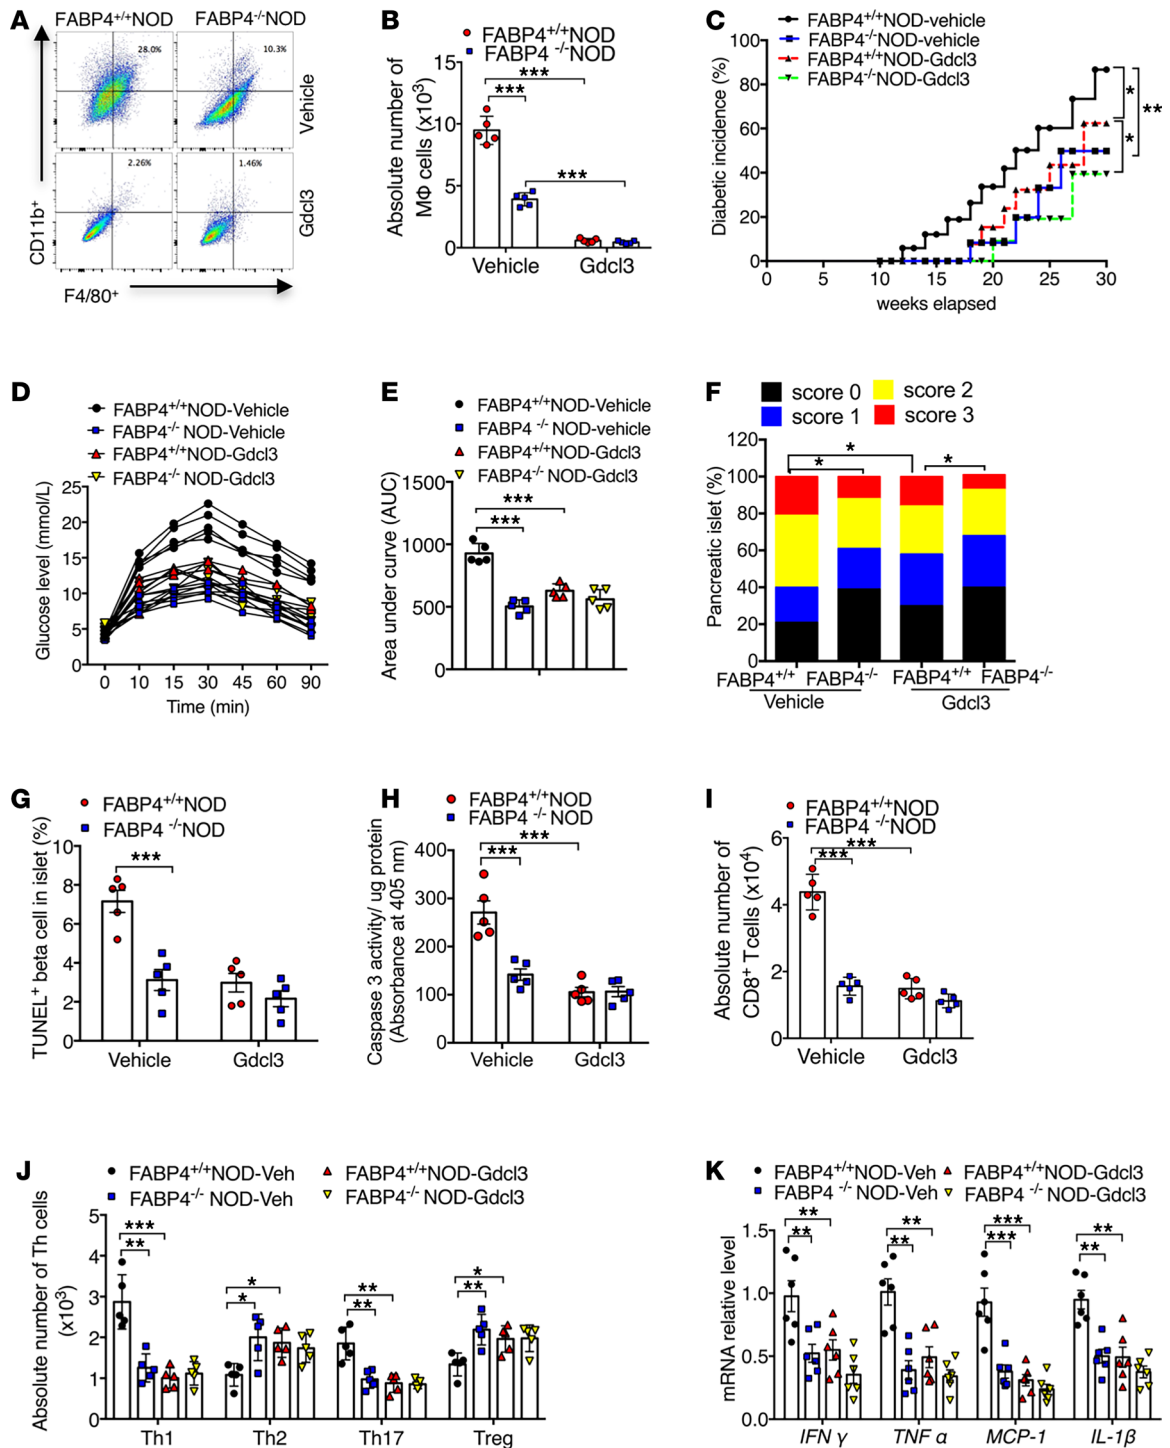 A
FABP4+/+NOD
FABP4-/-NOD
28.0%
10.3%
Vehicle
2.26%
1.46%
Gdcl3
CD11b+
F4/80+
B
FABP4+/+NOD
FABP4 -/-NOD
Absolute number of
MΦ cells (x10³)
15
10
5
0
***
***
***
Vehicle
Gdcl3
C
FABP4+/+NOD-vehicle
FABP4-/-NOD-vehicle
FABP4+/+NOD-Gdcl3
FABP4-/-NOD-Gdcl3
Diabetic incidence (%)
100
80
60
40
20
0
0 5 10 15 20 25 30
weeks elapsed
*
**
*
D
FABP4+/+NOD-Vehicle
FABP4-/- NOD-Vehicle
FABP4+/+NOD-Gdcl3
FABP4-/- NOD-Gdcl3
Glucose level (mmol/L)
25
20
15
10
5
0
0 10 15 30 45 60 90
Time (min)
E
FABP4+/+NOD-Vehicle
FABP4 -/- NOD-vehicle
FABP4+/+NOD-Gdcl3
FABP4-/- NOD-Gdcl3
Area under curve (AUC)
1500
1000
500
0
***
***
F
score 0
score 2
score 1
score 3
Pancreatic islet (%)
120
100
80
60
40
20
0
*
*
*
FABP4+/+ FABP4-/- FABP4+/+ FABP4-/-
Vehicle
Gdcl3
G
FABP4+/+NOD
FABP4 -/-NOD
TUNEL+ beta cell in islet (%)
10
8
6
4
2
0
***
Vehicle
Gdcl3
H
FABP4+/+NOD
FABP4 -/- NOD
Caspase 3 activity/ ug protein
(Absorbance at 405 nm)
400
300
200
100
0
***
***
Vehicle
Gdcl3
I
FABP4+/+NOD
FABP4 -/-NOD
Absolute number of
CD8+ T cells (x10⁴)
6
4
2
0
***
***
Vehicle
Gdcl3
J
FABP4+/+NOD-Veh
FABP4+/+NOD-Gdcl3
FABP4-/- NOD-Veh
FABP4-/- NOD-Gdcl3
Absolute number of Th cells
(x10³)
5
4
3
2
1
0
***
**
*
*
**
**
*
**
Th1
Th2
Th17
Treg
K
FABP4+/+NOD-Veh
FABP4+/+NOD-Gdcl3
FABP4 -/- NOD-Veh
FABP4 -/- NOD-Gdcl3
mRNA relative level
1.5
1.0
0.5
0.0
**
**
**
**
***
***
**
**
IFN γ
TNF α
MCP-1
IL-1β